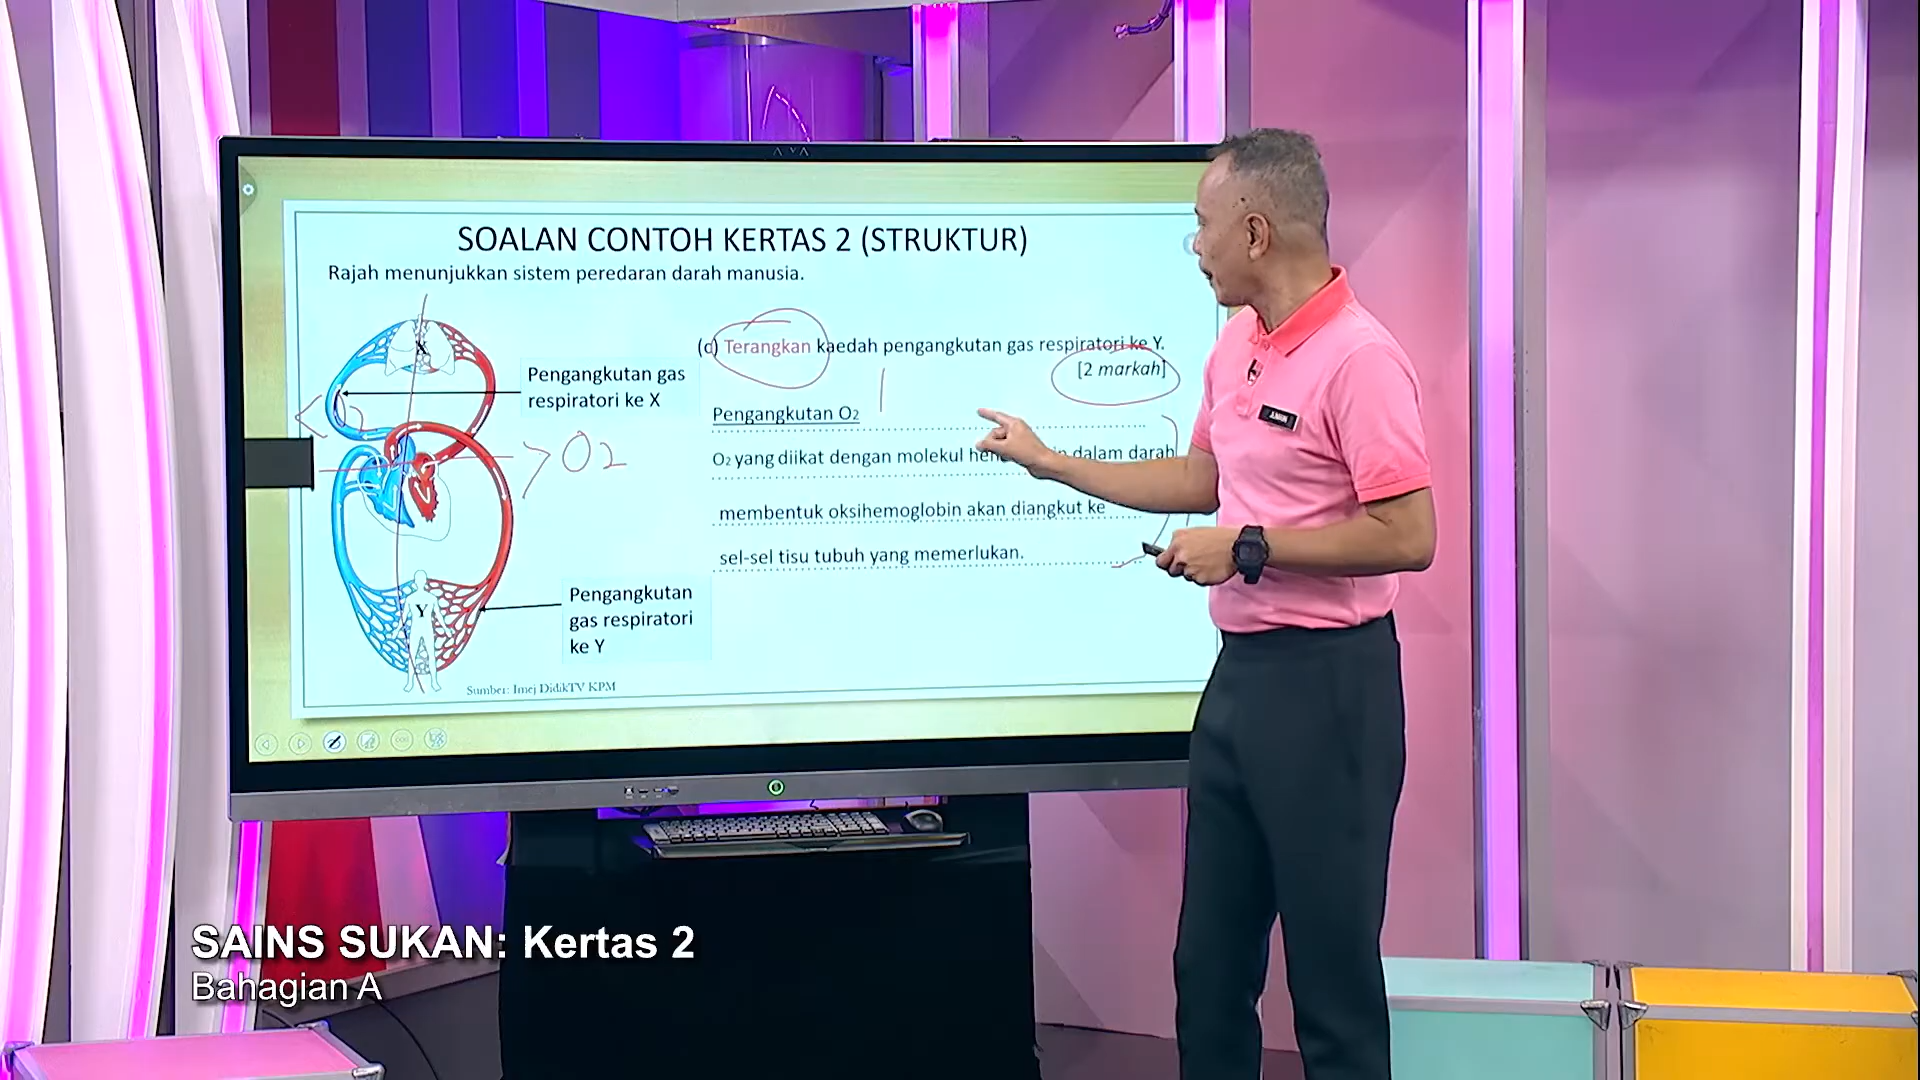 SOALAN CONTOH KERTAS 2 (STRUKTUR)
Rajah menunjukkan sistem peredaran darah manusia.
X
Pengangkutan gas
respiratori ke X
<O2
>O2
Y
Pengangkutan
gas respiratori
ke Y
Sumber: Imej DidikTV KPM
(c) Terangkan kaedah pengangkutan gas respiratori ke Y.
[2 markah]
Pengangkutan O2
O2 yang diikat dengan molekul dalam darah
membentuk oksihemoglobin akan diangkut ke
sel-sel tisu tubuh yang memerlukan.
SAINS SUKAN: Kertas 2
Bahagian A